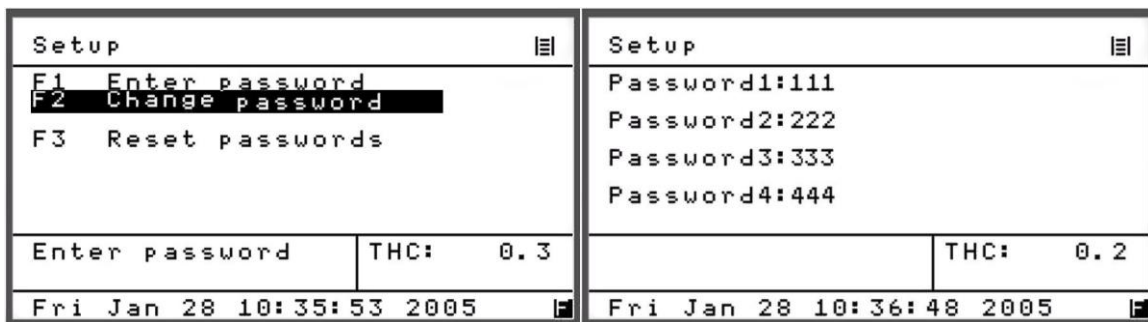 Setup
F1 Enter password
F2 Change password
F3 Reset passwords
Enter password
THC: 0.3
Fri Jan 28 10:35:53 2005
F
Setup
Password1:111
Password2:222
Password3:333
Password4:444
THC: 0.2
Fri Jan 28 10:36:48 2005
F